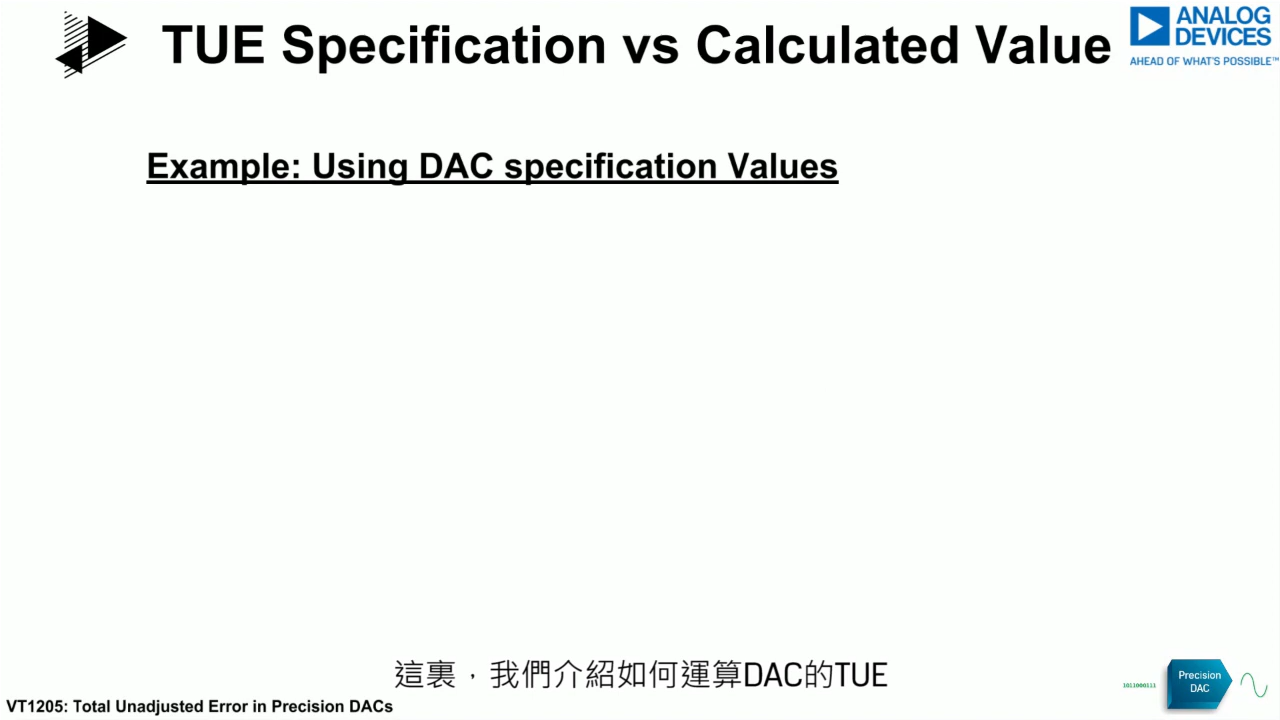 TUE Specification vs Calculated Value
ANALOG
DEVICES
AHEAD OF WHAT'S POSSIBLE™
Example: Using DAC specification Values
這裏，我們介紹如何運算DAC的TUE
1011000111
Precision
DAC
VT1205: Total Unadjusted Error in Precision DACs